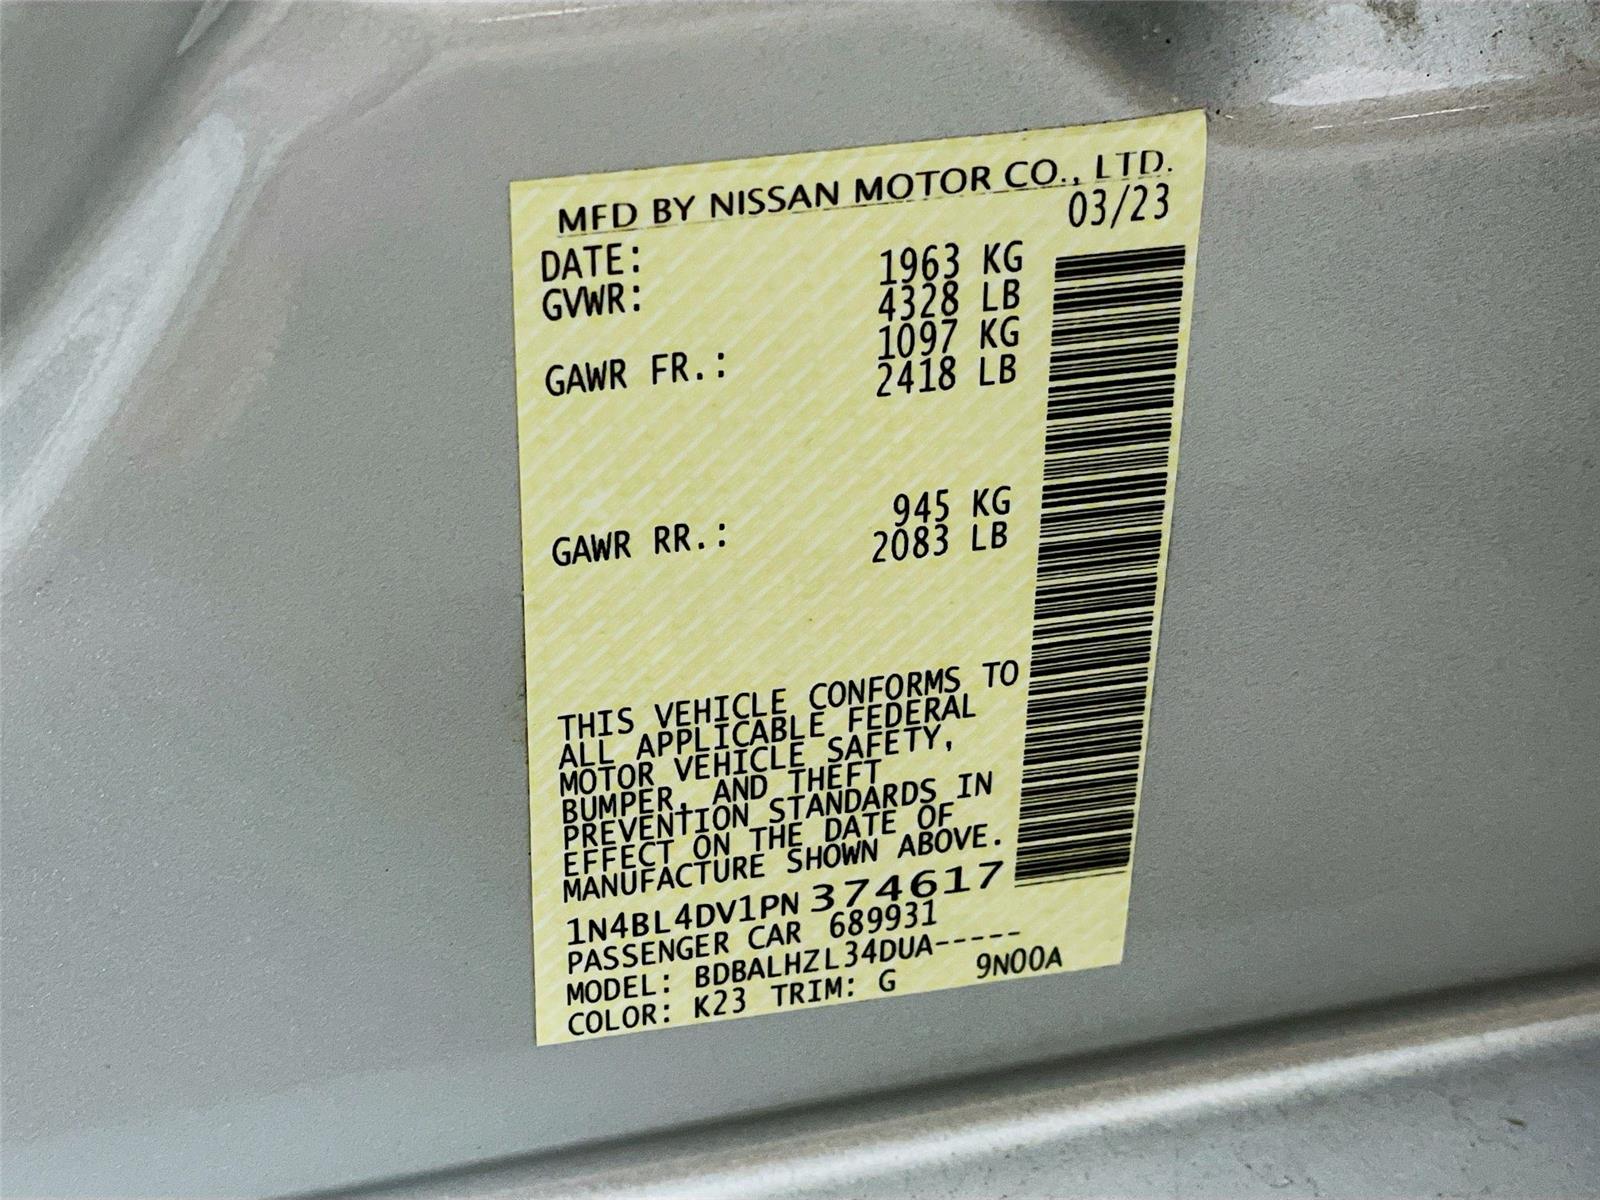 MFD BY NISSAN MOTOR CO., LTD.
DATE: 03/23
GVWR: 1963 KG
4328 LB
GAWR FR.: 1097 KG
2418 LB
GAWR RR.: 945 KG
2083 LB
THIS VEHICLE CONFORMS TO
ALL APPLICABLE FEDERAL
MOTOR VEHICLE SAFETY,
BUMPER, AND THEFT
PREVENTION STANDARDS IN
EFFECT ON THE DATE OF
MANUFACTURE SHOWN ABOVE.
1N4BL4DV1PN374617
PASSENGER CAR 689931
MODEL: BDBALHZL34DUA-----
COLOR: K23 TRIM: G 9N00A